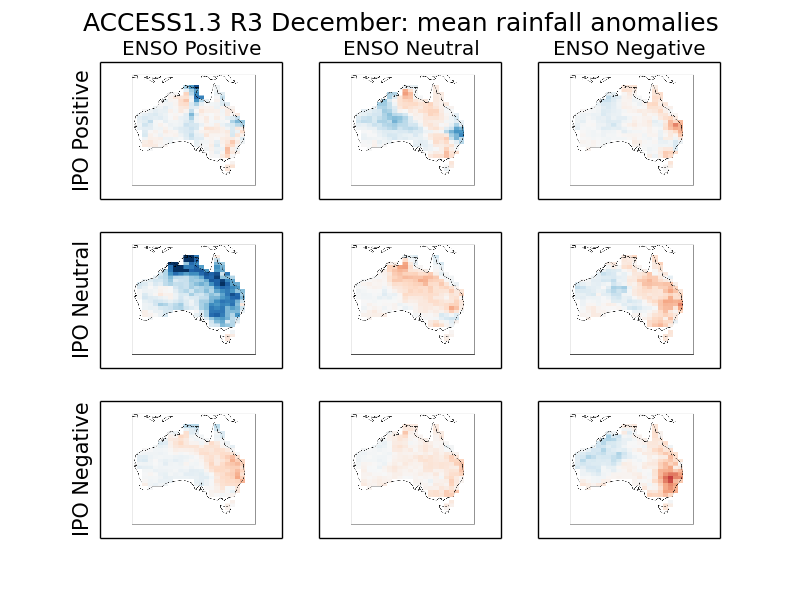 ACCESS1.3 R3 December: mean rainfall anomalies
ENSO Positive
ENSO Neutral
ENSO Negative
IPO Positive
IPO Neutral
IPO Negative